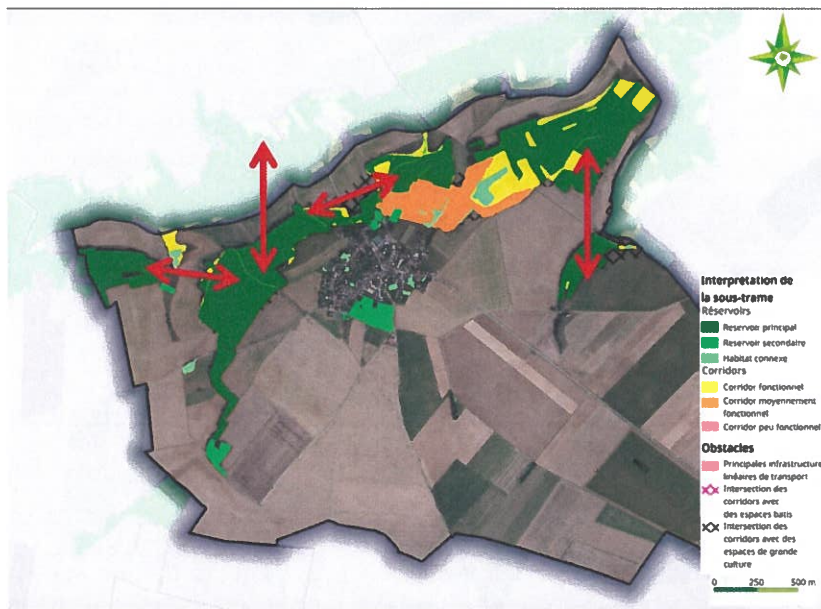 Interprétation de
la sous-trame
Réservoirs
Reservoir principal
Reservoir secondaire
Habitat connexe
Corridors
Corridor fonctionnel
Corridor moyennement
fonctionnel
Corridor peu fonctionnel
Obstacles
Principales infrastructure
linéaires de transport
Intersection des
corridors avec
des espaces batis
Intersection des
corridors avec des
espaces de grande
culture
0 250 500 m